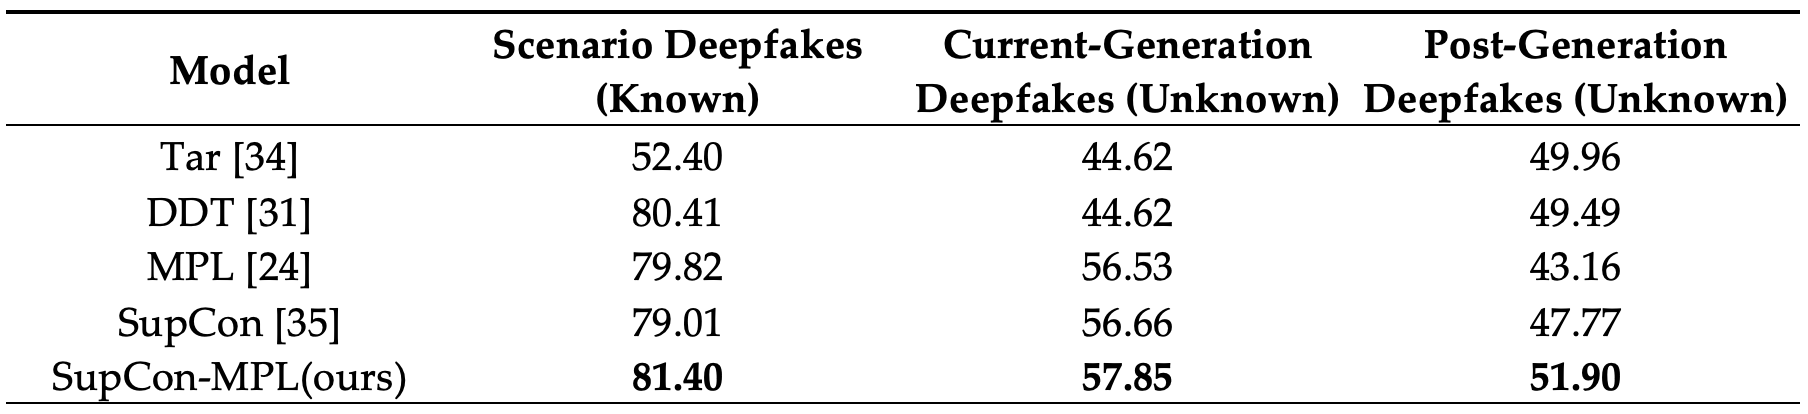 Model Scenario Deepfakes (Known) Current-Generation Deepfakes (Unknown) Post-Generation Deepfakes (Unknown)
Tar [34] 52.40 44.62 49.96
DDT [31] 80.41 44.62 49.49
MPL [24] 79.82 56.53 43.16
SupCon [35] 79.01 56.66 47.77
SupCon-MPL(ours) 81.40 57.85 51.90